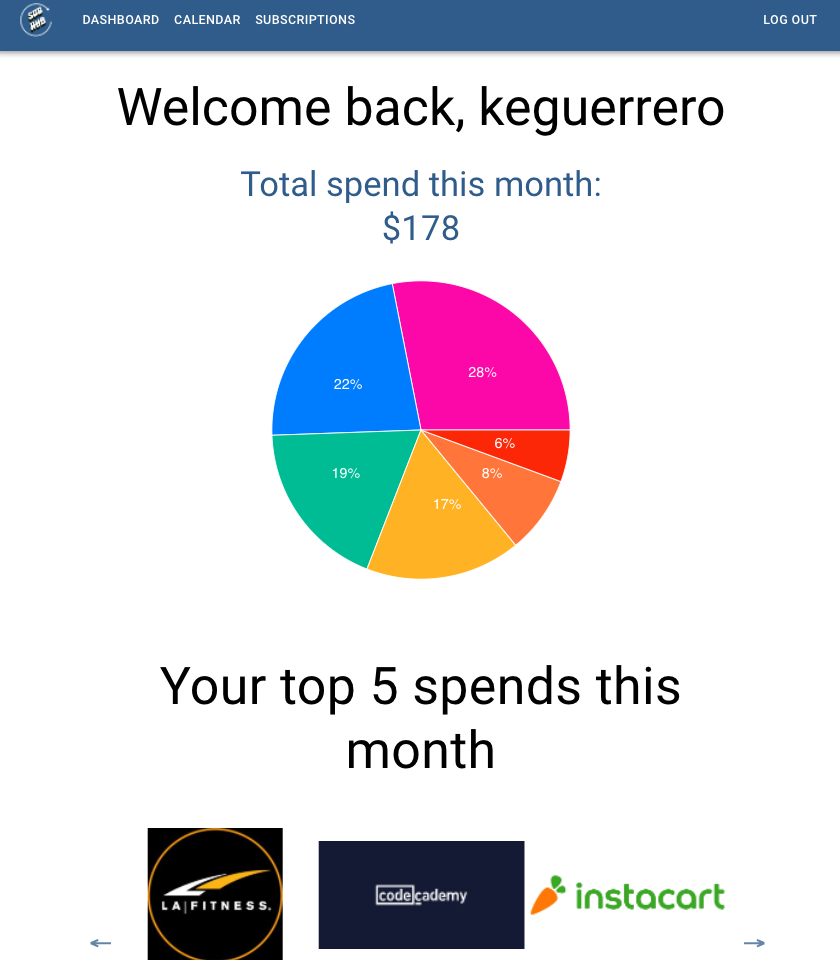 SUB
HUB
DASHBOARD CALENDAR SUBSCRIPTIONS LOG OUT
Welcome back, keguerrero
Total spend this month:
$178
28%
22%
6%
8%
19%
17%
Your top 5 spends this
month
LA|FITNESS.
codecademy
instacart